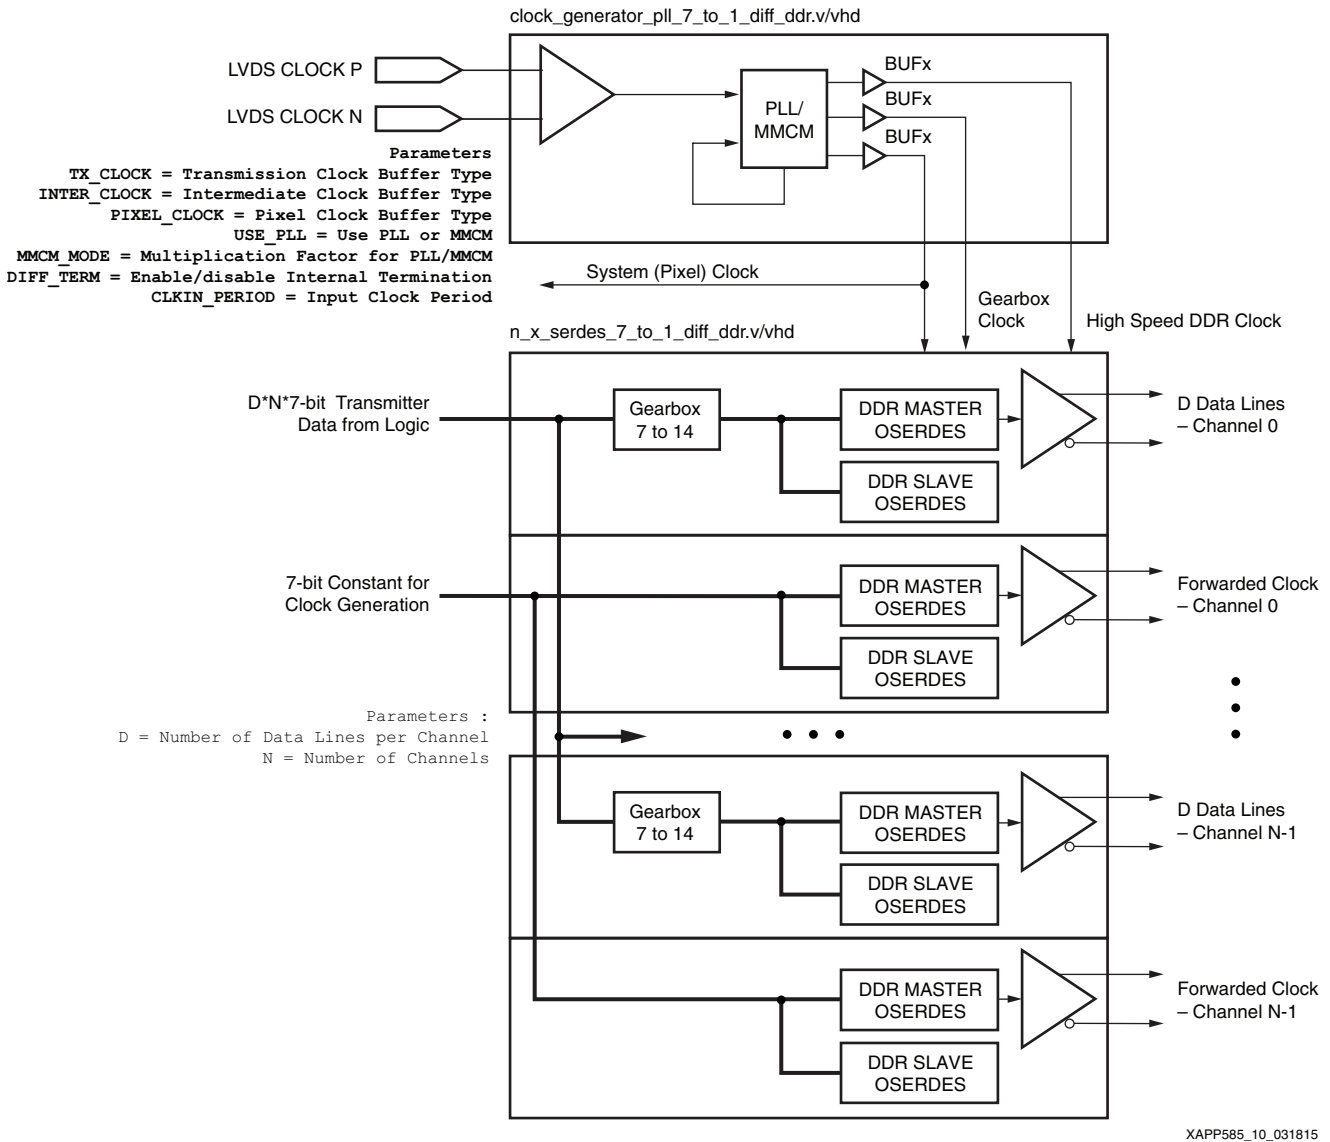 clock_generator_pll_7_to_1_diff_ddr.v/vhd
LVDS CLOCK P
LVDS CLOCK N
PLL/
MMCM
BUFx
BUFx
BUFx
Parameters
TX_CLOCK = Transmission Clock Buffer Type
INTER_CLOCK = Intermediate Clock Buffer Type
PIXEL_CLOCK = Pixel Clock Buffer Type
USE_PLL = Use PLL or MMCM
MMCM_MODE = Multiplication Factor for PLL/MMCM
DIFF_TERM = Enable/disable Internal Termination
CLKIN_PERIOD = Input Clock Period
System (Pixel) Clock
Gearbox
Clock
High Speed DDR Clock
n_x_serdes_7_to_1_diff_ddr.v/vhd
D*N*7-bit Transmitter
Data from Logic
Gearbox
7 to 14
DDR MASTER
OSERDES
DDR SLAVE
OSERDES
D Data Lines
– Channel 0
7-bit Constant for
Clock Generation
DDR MASTER
OSERDES
DDR SLAVE
OSERDES
Forwarded Clock
– Channel 0
Parameters :
D = Number of Data Lines per Channel
N = Number of Channels
Gearbox
7 to 14
DDR MASTER
OSERDES
DDR SLAVE
OSERDES
D Data Lines
– Channel N-1
DDR MASTER
OSERDES
DDR SLAVE
OSERDES
Forwarded Clock
– Channel N-1
XAPP585_10_031815